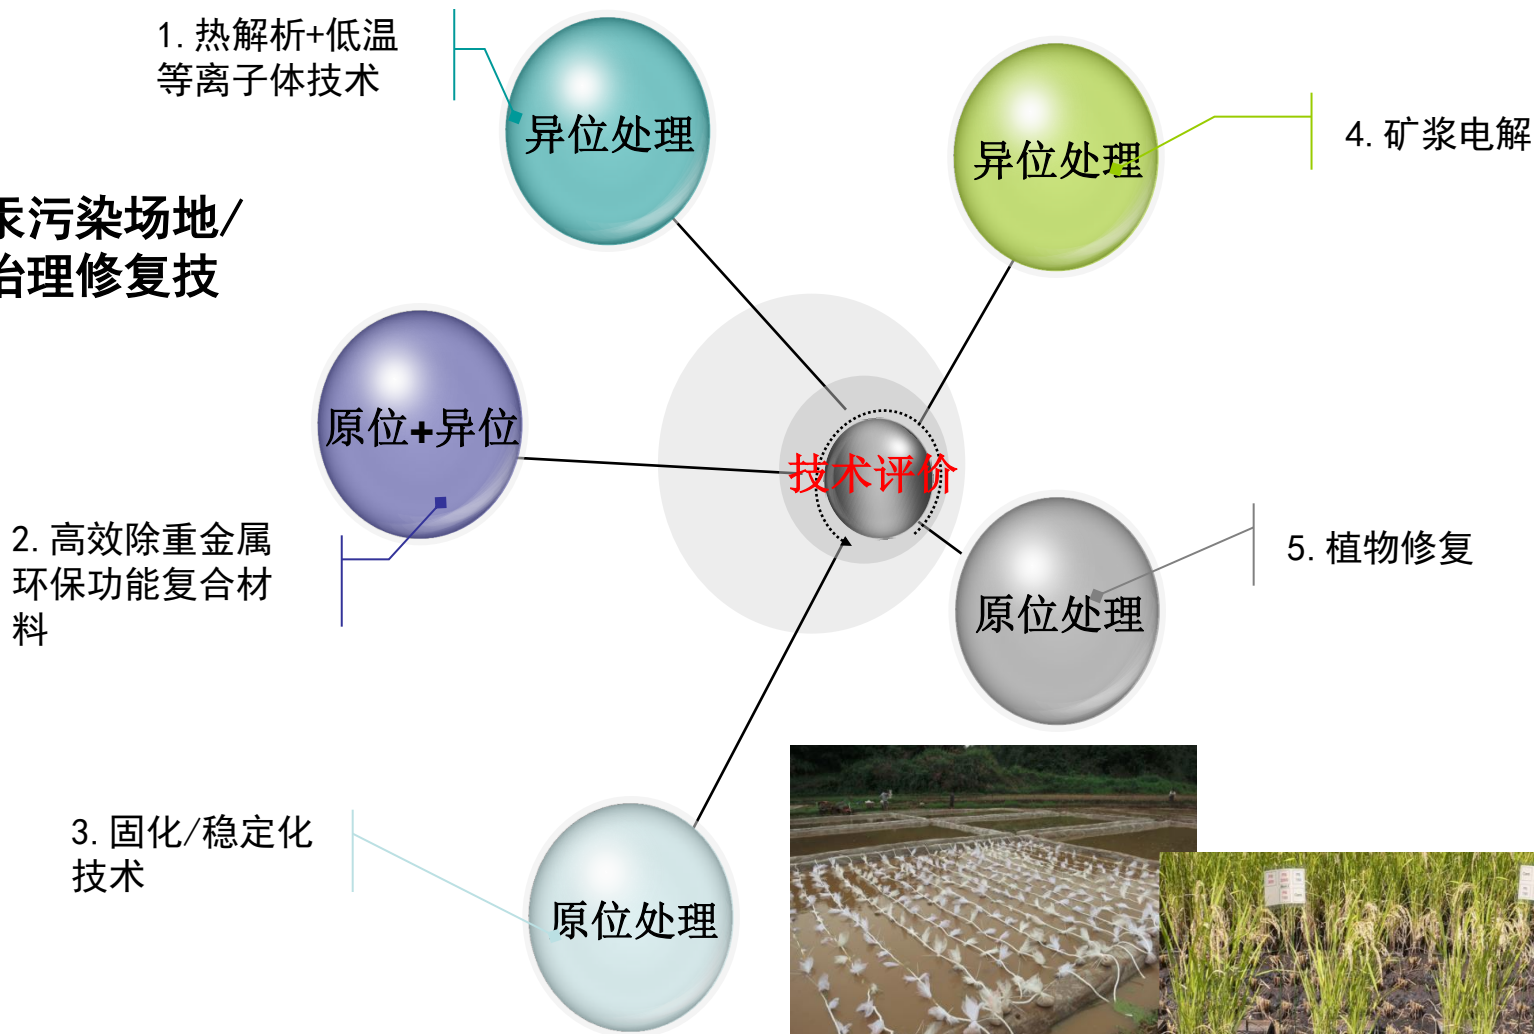 1.热解析+低温
等离子体技术
异位处理
异位处理
4.矿浆电解
汞污染场地/
治理修复技
原位+异位
技术评价
2.高效除重金属
环保功能复合材
料
5.植物修复
原位处理
3.固化/稳定化
技术
原位处理